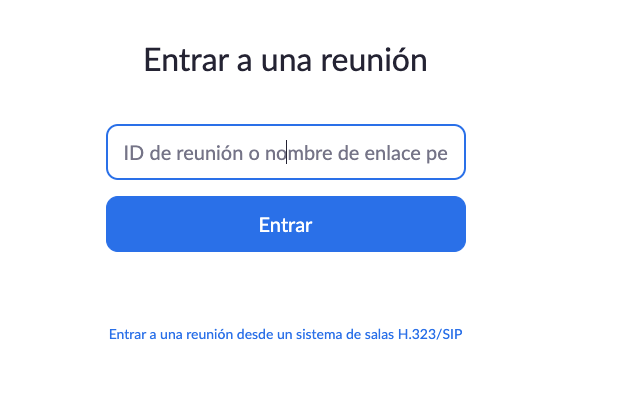 Entrar a una reunión
ID de reunión o nombre de enlace pe
Entrar
Entrar a una reunión desde un sistema de salas H.323/SIP